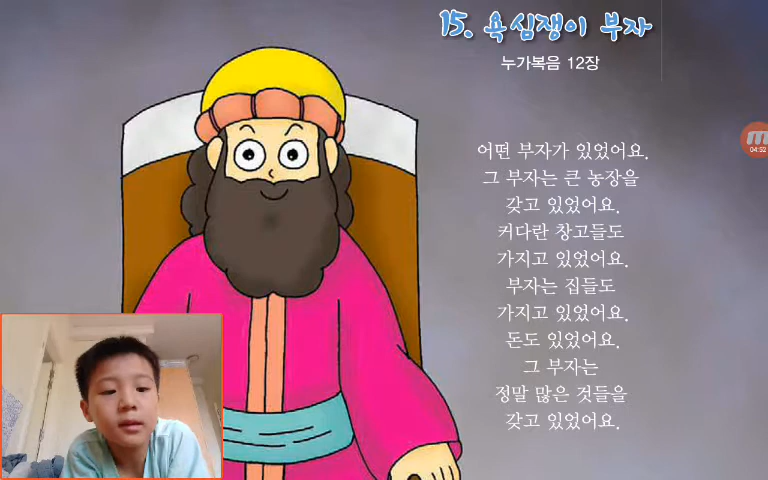 15. 욕심쟁이 부자
누가복음 12장
어떤 부자가 있었어요.
그 부자는 큰 농장을
갖고 있었어요.
커다란 창고들도
가지고 있었어요.
부자는 집들도
가지고 있었어요.
돈도 있었어요.
그 부자는
정말 많은 것들을
갖고 있었어요.
04:52